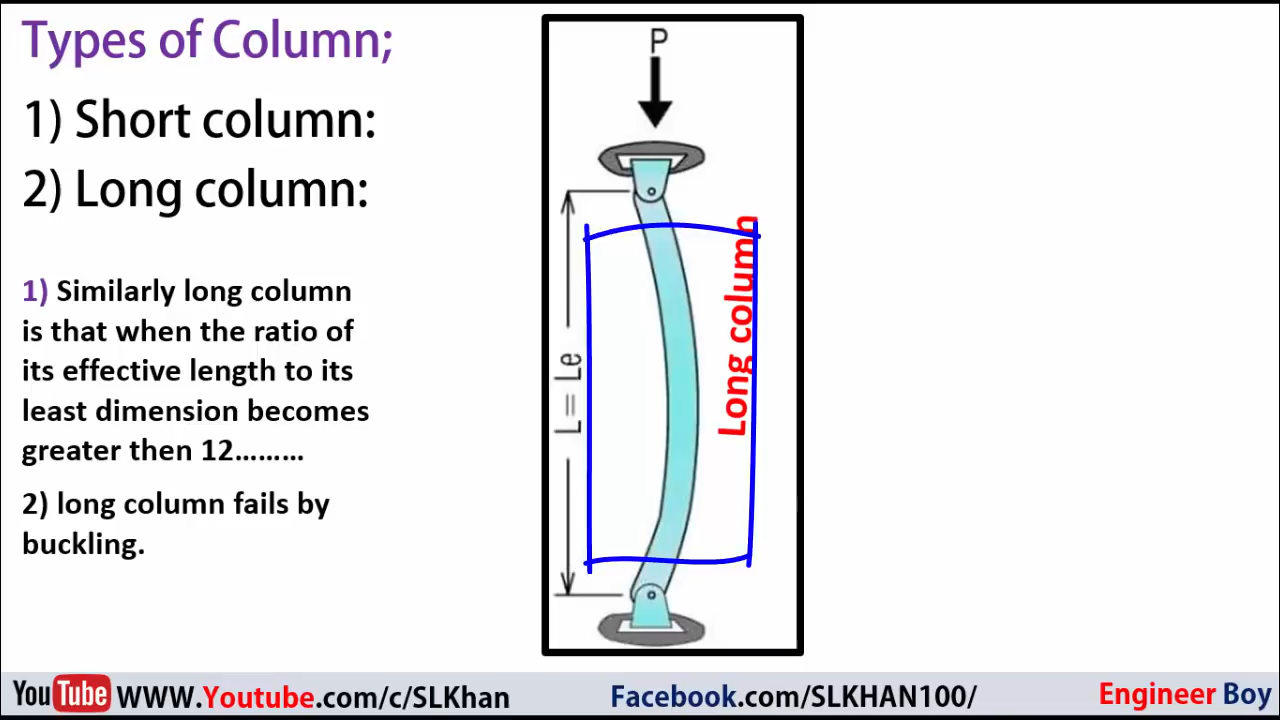 Types of Column;
1) Short column:
2) Long column:
1) Similarly long column
is that when the ratio of
its effective length to its
least dimension becomes
greater then 12.........
2) long column fails by
buckling.
P
L = Le
Long column
YouTube WWW.Youtube.com/c/SLKhan
Facebook.com/SLKHAN100/
Engineer Boy